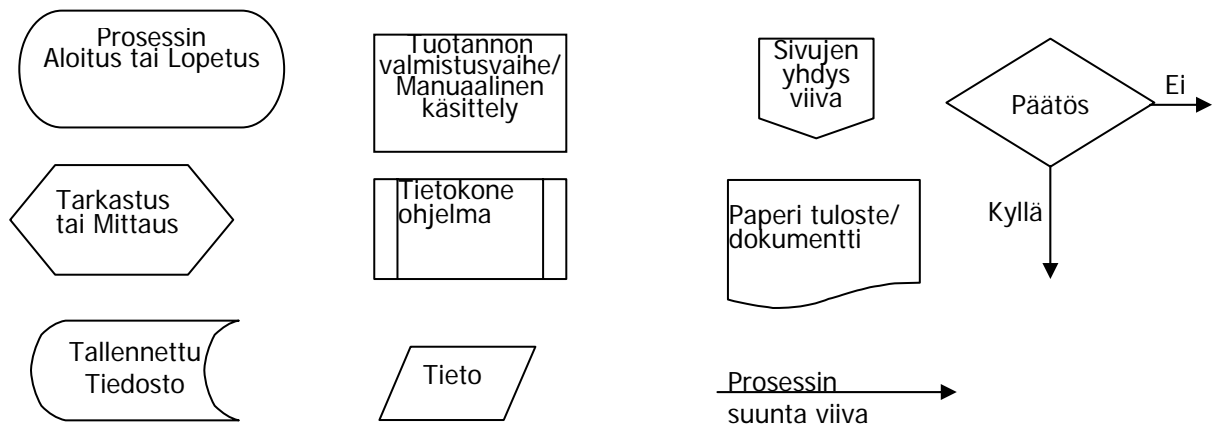 Prosessin
Aloitus tai Lopetus
Tuotannon
valmistusvaihe/
Manuaalinen
käsittely
Sivujen
yhdys
viiva
Päätös
Ei
Kyllä
Tarkastus
tai Mittaus
Tietokone
ohjelma
Paperi tuloste/
dokumentti
Tallennettu
Tiedosto
Tieto
Prosessin
suunta viiva